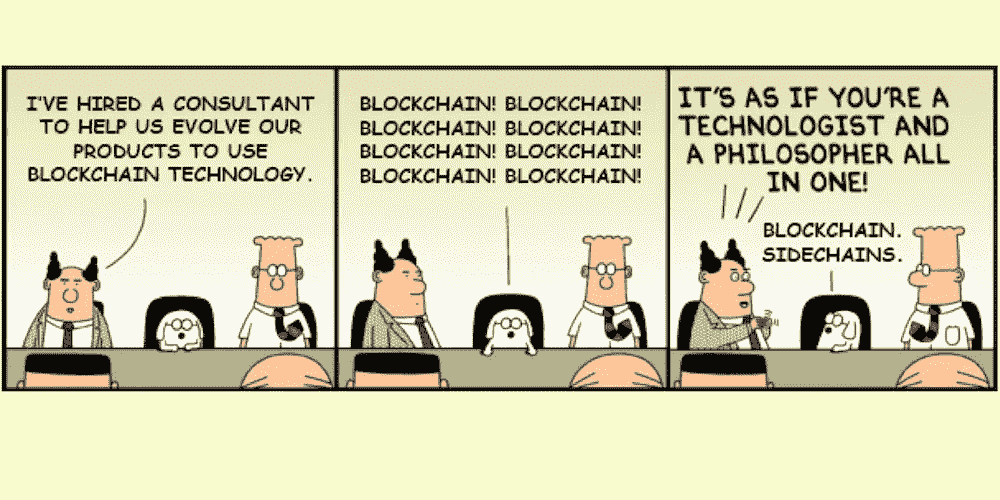 I'VE HIRED A CONSULTANT
TO HELP US EVOLVE OUR
PRODUCTS TO USE
BLOCKCHAIN TECHNOLOGY.
BLOCKCHAIN! BLOCKCHAIN!
BLOCKCHAIN! BLOCKCHAIN!
BLOCKCHAIN! BLOCKCHAIN!
BLOCKCHAIN! BLOCKCHAIN!
IT'S AS IF YOU'RE A
TECHNOLOGIST AND
A PHILOSOPHER ALL
IN ONE!
BLOCKCHAIN.
SIDECHAINS.